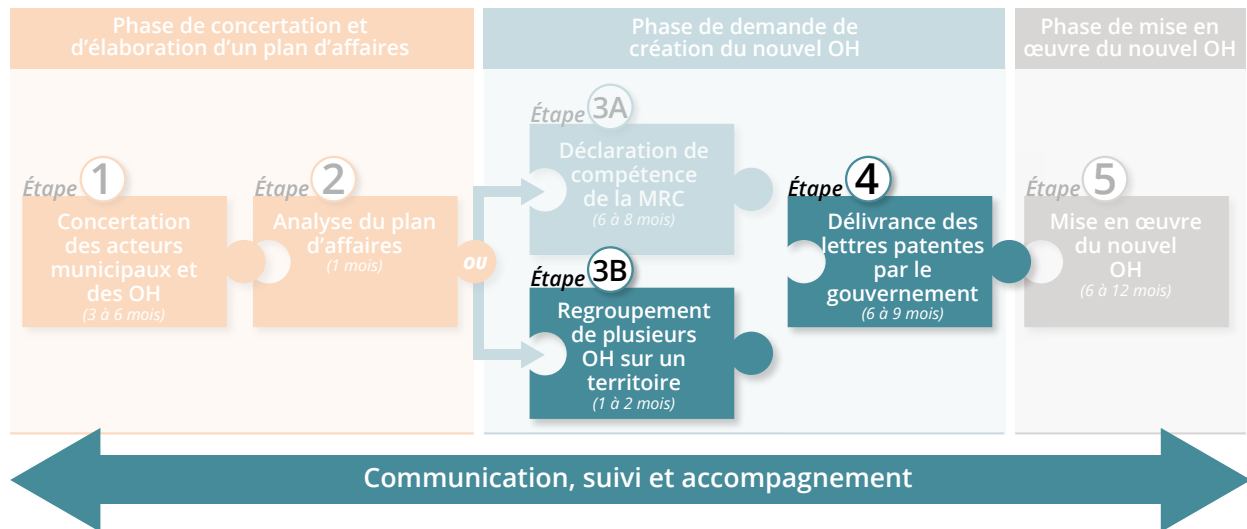 Phase de concertation et
d'élaboration d'un plan d'affaires
Phase de demande de
création du nouvel OH
Phase de mise en
œuvre du nouvel OH
Étape 1
Concertation
des acteurs
municipaux et
des OH
(3 à 6 mois)
Étape 2
Analyse du plan
d'affaires
(1 mois)
OU
Étape 3A
Déclaration de
compétence
de la MRC
(6 à 8 mois)
Étape 3B
Regroupement
de plusieurs
OH sur un
territoire
(1 à 2 mois)
Étape 4
Délivrance des
lettres patentes
par le
gouvernement
(6 à 9 mois)
Étape 5
Mise en œuvre
du nouvel
OH
(6 à 12 mois)
Communication, suivi et accompagnement